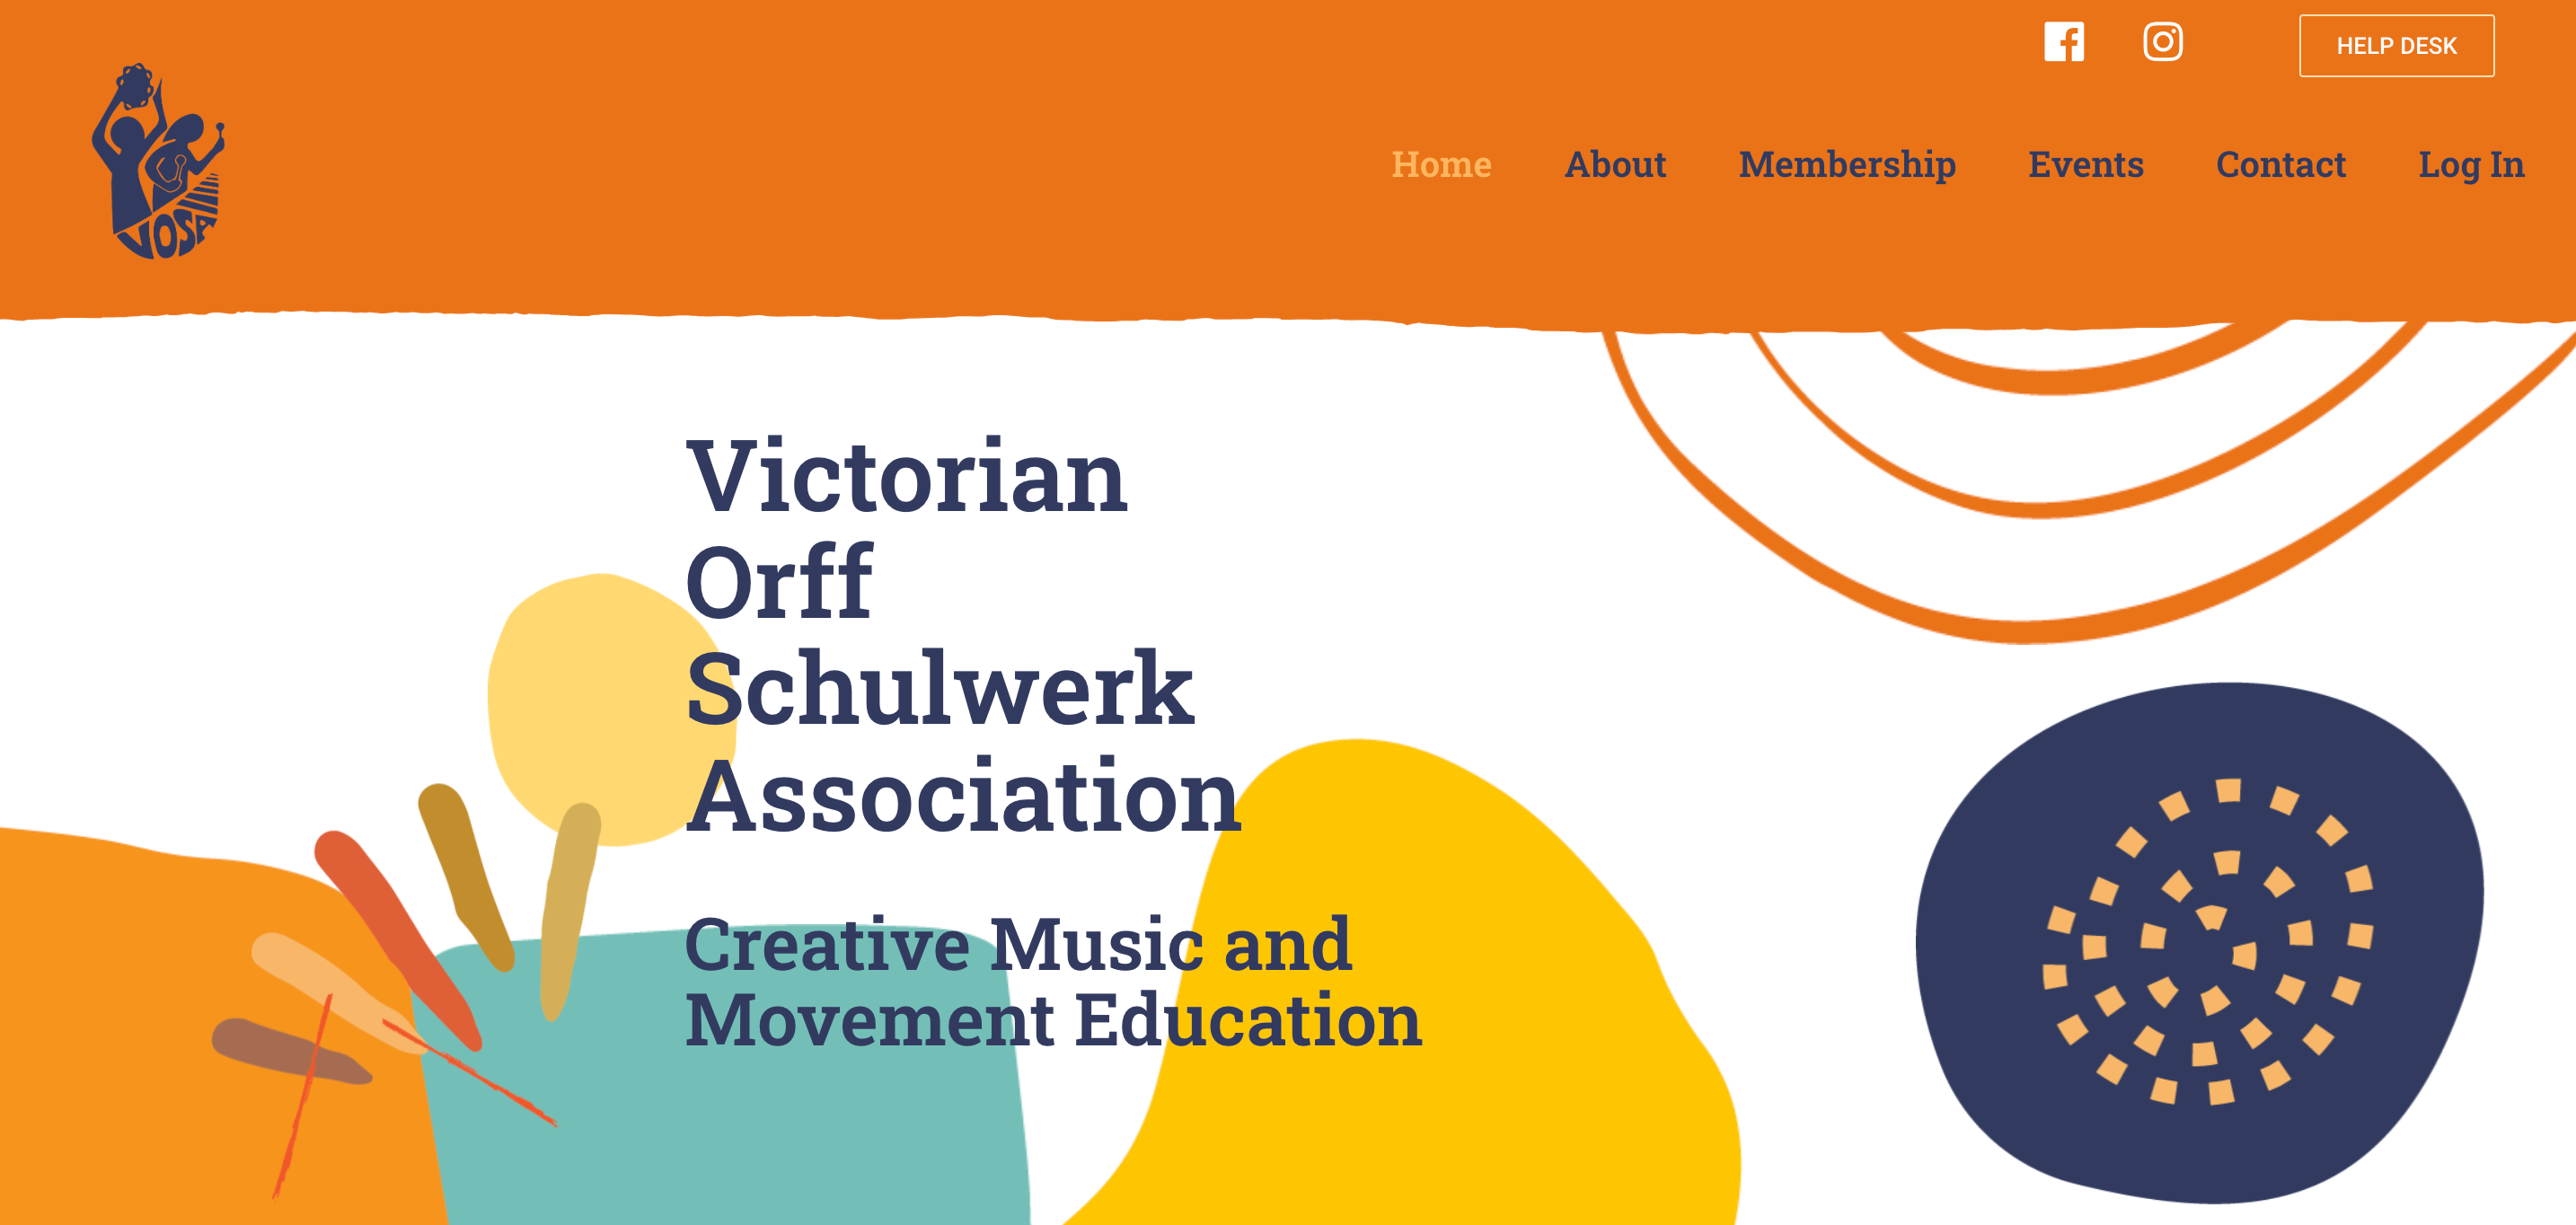 HELP DESK
VOSA
Home About Membership Events Contact Log In
Victorian
Orff
Schulwerk
Association
Creative Music and
Movement Education